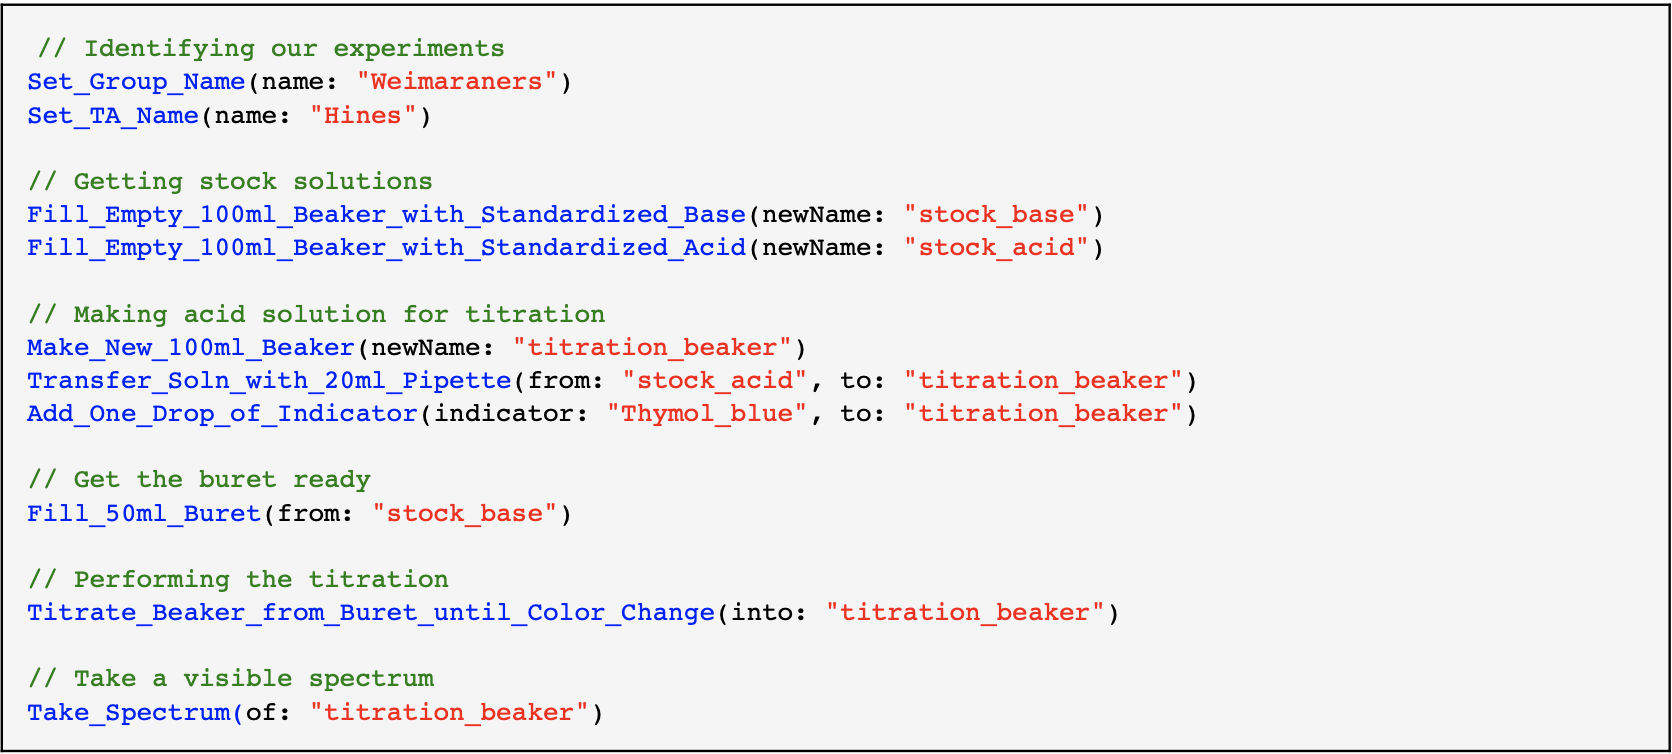 // Identifying our experiments
Set_Group_Name(name: "Weimaraners")
Set_TA_Name(name: "Hines")
// Getting stock solutions
Fill_Empty_100ml_Beaker_with_Standardized_Base(newName: "stock_base")
Fill_Empty_100ml_Beaker_with_Standardized_Acid(newName: "stock_acid")
// Making acid solution for titration
Make_New_100ml_Beaker(newName: "titration_beaker")
Transfer_Soln_with_20ml_Pipette(from: "stock_acid", to: "titration_beaker")
Add_One_Drop_of_Indicator(indicator: "Thymol_blue", to: "titration_beaker")
// Get the buret ready
Fill_50ml_Buret(from: "stock_base")
// Performing the titration
Titrate_Beaker_from_Buret_until_Color_Change(into: "titration_beaker")
// Take a visible spectrum
Take_Spectrum(of: "titration_beaker")